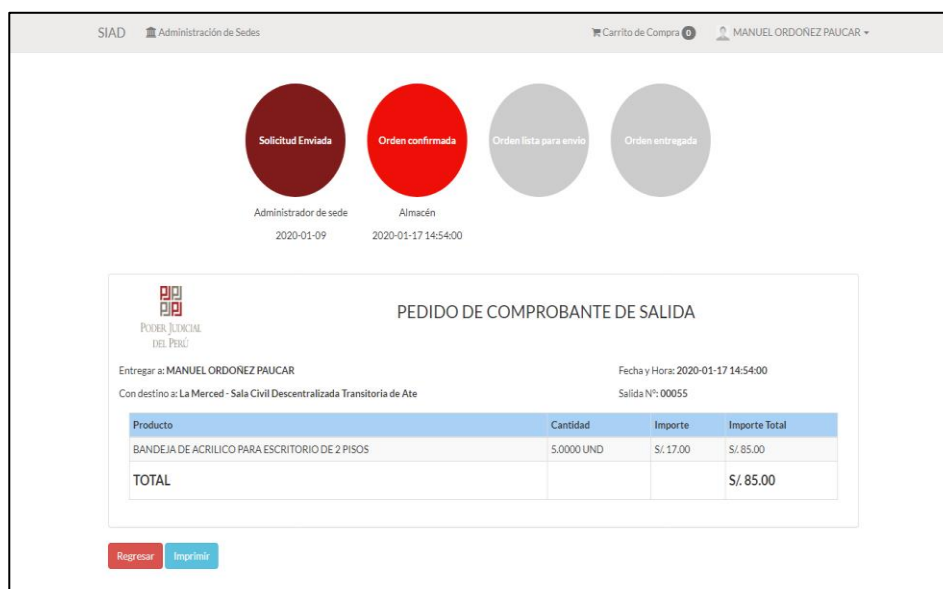 SIAD Administración de Sedes Carrito de Compra 0 MANUEL ORDOÑEZ PAUCAR
Solicitud Enviada Orden confirmada Orden lista para envio Orden entregada
Administrador de sede Almacén
2020-01-09 2020-01-17 14:54:00
PODER JUDICIAL
DEL PERÚ
PEDIDO DE COMPROBANTE DE SALIDA
Entregar a: MANUEL ORDOÑEZ PAUCAR Fecha y Hora: 2020-01-17 14:54:00
Con destino a: La Merced - Sala Civil Descentralizada Transitoria de Ate Salida Nº: 00055
Producto Cantidad Importe Importe Total
BANDEJA DE ACRILICO PARA ESCRITORIO DE 2 PISOS 5.0000 UND S/. 17.00 S/. 85.00
TOTAL S/. 85.00
Regresar Imprimir